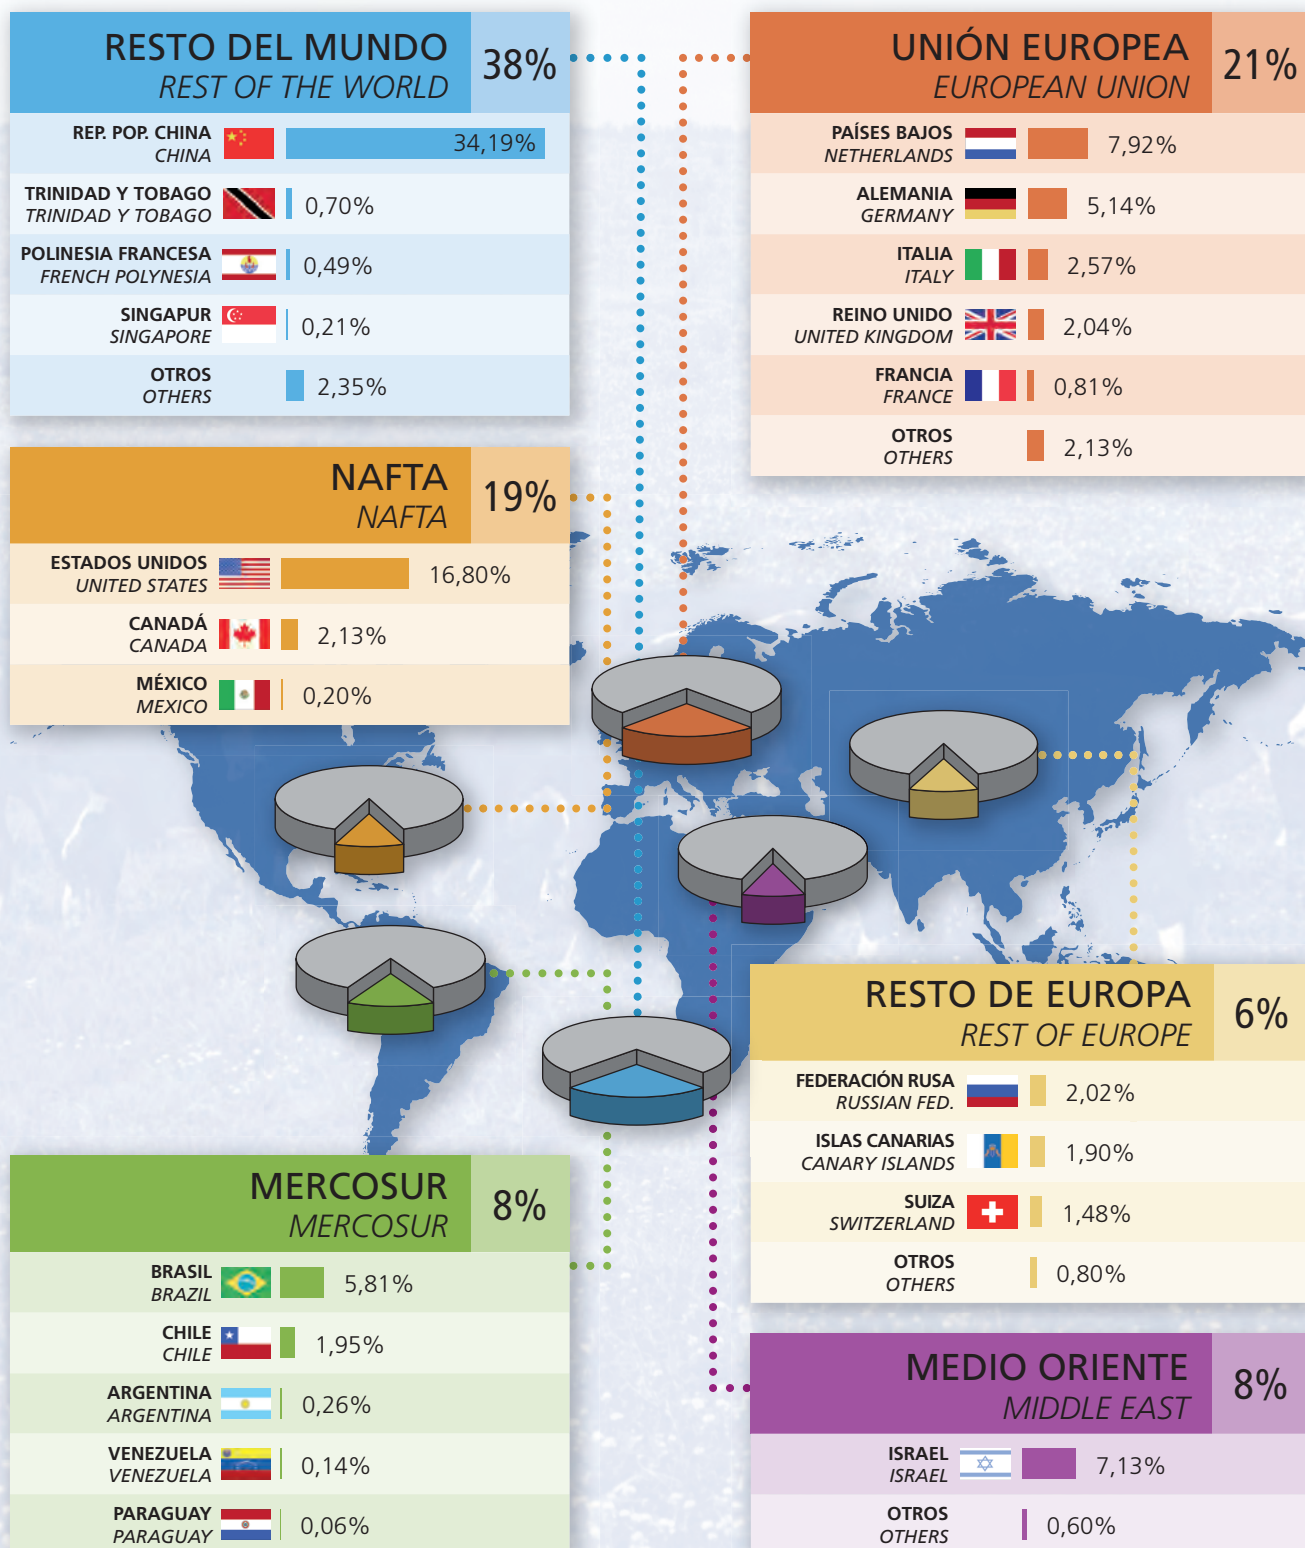 RESTO DEL MUNDO
REST OF THE WORLD
38%
REP. POP. CHINA
CHINA
34,19%
TRINIDAD Y TOBAGO
TRINIDAD Y TOBAGO
0,70%
POLINESIA FRANCESA
FRENCH POLYNESIA
0,49%
SINGAPUR
SINGAPORE
0,21%
OTROS
OTHERS
2,35%
UNIÓN EUROPEA
EUROPEAN UNION
21%
PAÍSES BAJOS
NETHERLANDS
7,92%
ALEMANIA
GERMANY
5,14%
ITALIA
ITALY
2,57%
REINO UNIDO
UNITED KINGDOM
2,04%
FRANCIA
FRANCE
0,81%
OTROS
OTHERS
2,13%
NAFTA
NAFTA
19%
ESTADOS UNIDOS
UNITED STATES
16,80%
CANADÁ
CANADA
2,13%
MÉXICO
MEXICO
0,20%
RESTO DE EUROPA
REST OF EUROPE
6%
FEDERACIÓN RUSA
RUSSIAN FED.
2,02%
ISLAS CANARIAS
CANARY ISLANDS
1,90%
SUIZA
SWITZERLAND
1,48%
OTROS
OTHERS
0,80%
MERCOSUR
MERCOSUR
8%
BRASIL
BRAZIL
5,81%
CHILE
CHILE
1,95%
ARGENTINA
ARGENTINA
0,26%
VENEZUELA
VENEZUELA
0,14%
PARAGUAY
PARAGUAY
0,06%
MEDIO ORIENTE
MIDDLE EAST
8%
ISRAEL
ISRAEL
7,13%
OTROS
OTHERS
0,60%